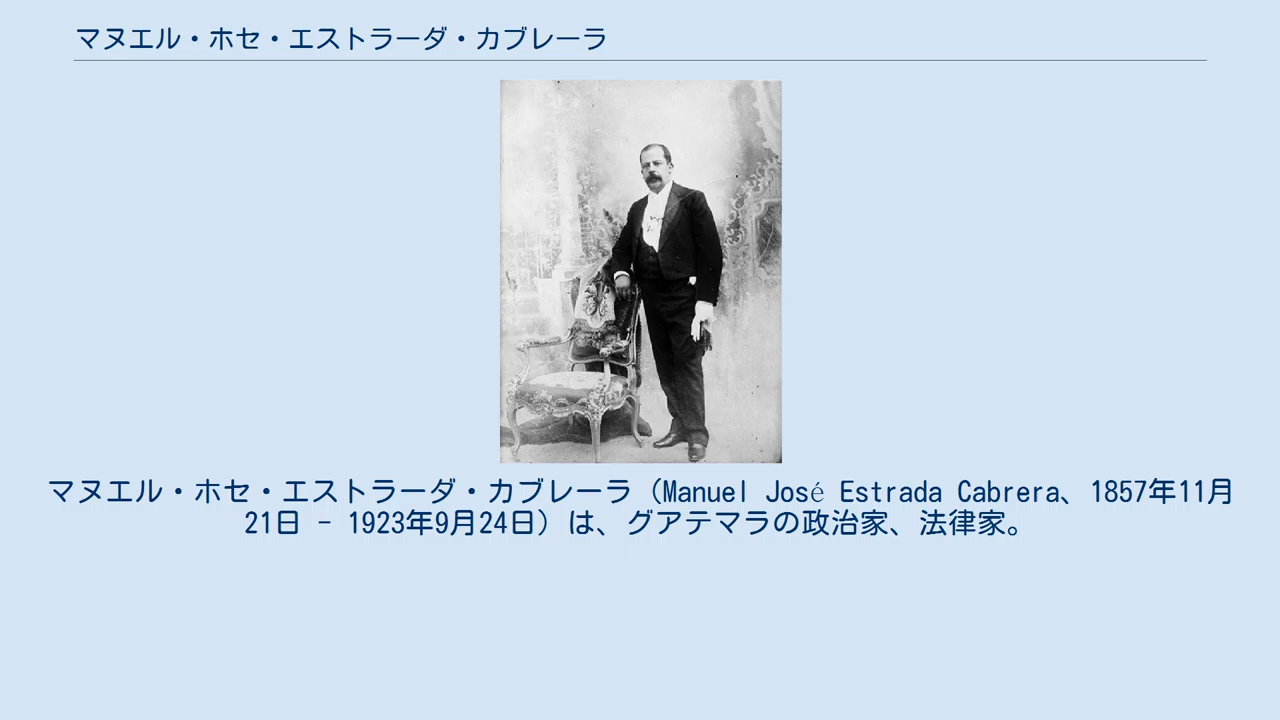 マヌエル・ホセ・エストラーダ・カブレーラ
マヌエル・ホセ・エストラーダ・カブレーラ（Manuel José Estrada Cabrera、1857年11月
21日 - 1923年9月24日）は、グアテマラの政治家、法律家。